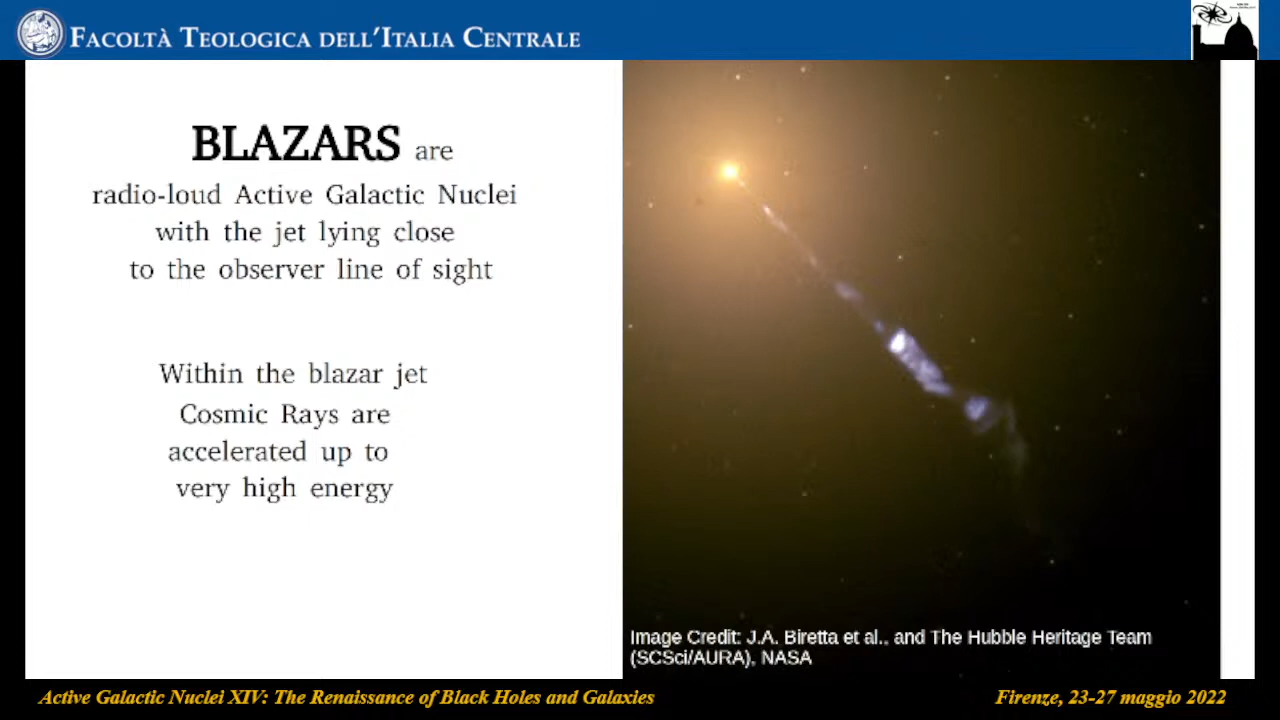 FACOLTÀ TEOLOGICA DELL'ITALIA CENTRALE
BLAZARS are
radio-loud Active Galactic Nuclei
with the jet lying close
to the observer line of sight
Within the blazar jet
Cosmic Rays are
accelerated up to
very high energy
Image Credit: J.A. Biretta et al., and The Hubble Heritage Team
(SCSci/AURA), NASA
Active Galactic Nuclei XIV: The Renaissance of Black Holes and Galaxies
Firenze, 23-27 maggio 2022